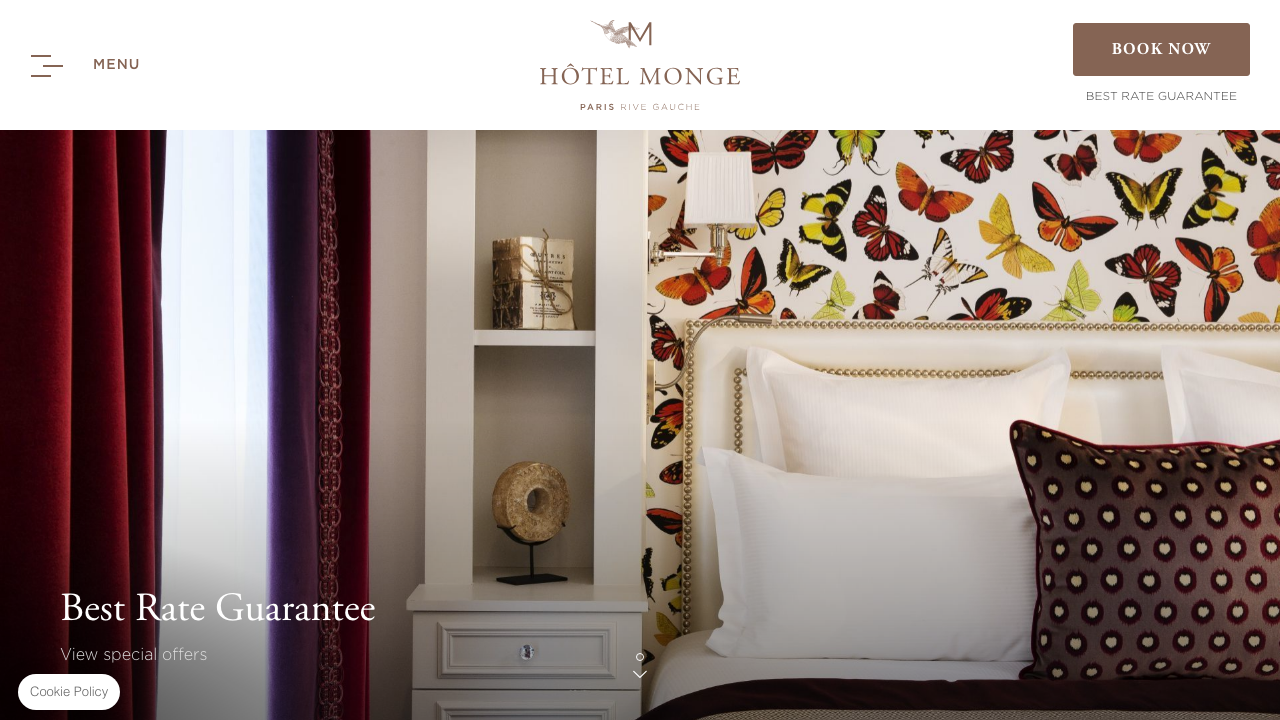 MENU
M
HÔTEL MONGE
PARIS RIVE GAUCHE
BOOK NOW
BEST RATE GUARANTEE
Best Rate Guarantee
View special offers
Cookie Policy